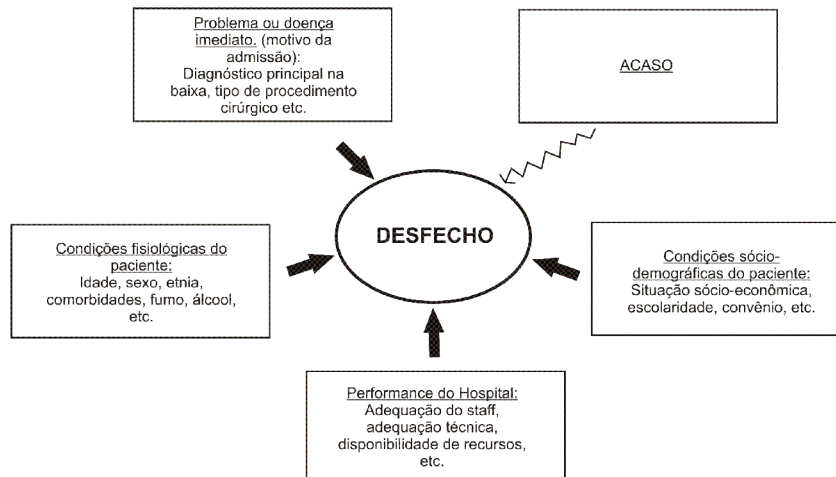 Problema ou doença
imediato. (motivo da
admissão):
Diagnóstico principal na
baixa, tipo de procedimento
cirúrgico etc.
ACASO
DESFECHO
Condições fisiológicas do
paciente:
Idade, sexo, etnia,
comorbidades, fumo, álcool,
etc.
Condições sócio-
demográficas do paciente:
Situação sócio-econômica,
escolaridade, convênio, etc.
Performance do Hospital:
Adequação do staff,
adequação técnica,
disponibilidade de recursos,
etc.